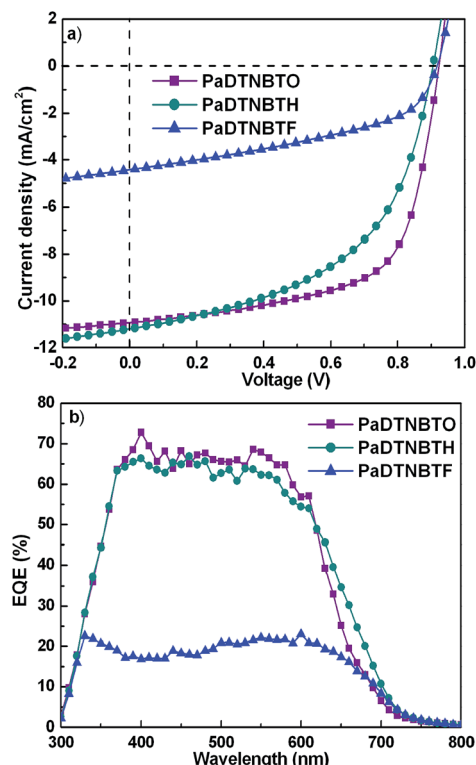 a)
PaDTNBTO
PaDTNBTH
PaDTNBTF
Current density (mA/cm²)
2
0
-2
-4
-6
-8
-10
-12
-0.2 0.0 0.2 0.4 0.6 0.8 1.0
Voltage (V)
b)
PaDTNBTO
PaDTNBTH
PaDTNBTF
EQE (%)
80
70
60
50
40
30
20
10
0
300 400 500 600 700 800
Wavelength (nm)